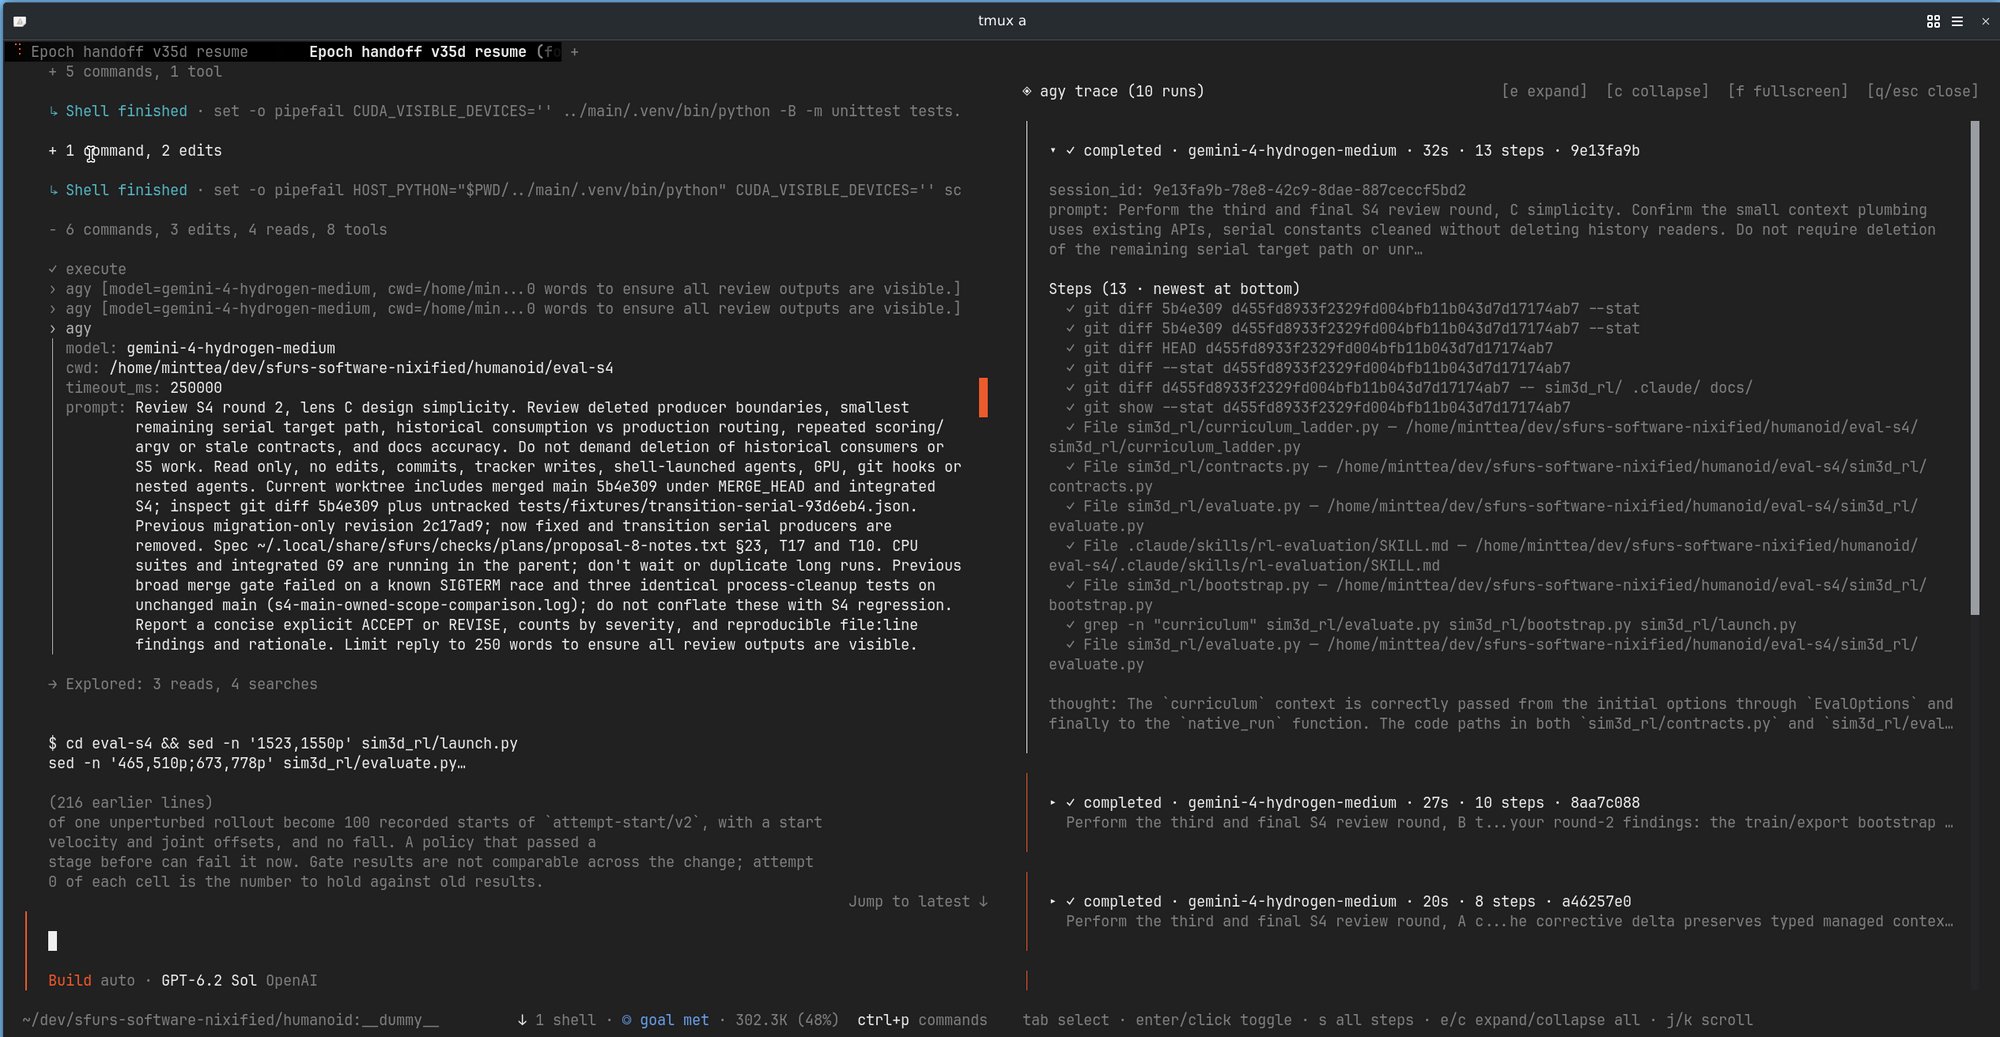 tmux a
Epoch handoff v35d resume
Epoch handoff v35d resume (fo
+
+ 5 commands, 1 tool
↳ Shell finished · set -o pipefail CUDA_VISIBLE_DEVICES='' ../main/.venv/bin/python -B -m unittest tests.
+ 1 command, 2 edits
↳ Shell finished · set -o pipefail HOST_PYTHON="$PWD/../main/.venv/bin/python" CUDA_VISIBLE_DEVICES='' sc
- 6 commands, 3 edits, 4 reads, 8 tools
✓ execute
› agy [model=gemini-4-hydrogen-medium, cwd=/home/min...0 words to ensure all review outputs are visible.]
› agy [model=gemini-4-hydrogen-medium, cwd=/home/min...0 words to ensure all review outputs are visible.]
› agy
model: gemini-4-hydrogen-medium
cwd: /home/minttea/dev/sfurs-software-nixified/humanoid/eval-s4
timeout_ms: 250000
prompt: Review S4 round 2, lens C design simplicity. Review deleted producer boundaries, smallest
remaining serial target path, historical consumption vs production routing, repeated scoring/
argv or stale contracts, and docs accuracy. Do not demand deletion of historical consumers or
S5 work. Read only, no edits, commits, tracker writes, shell-launched agents, GPU, git hooks or
nested agents. Current worktree includes merged main 5b4e309 under MERGE_HEAD and integrated
S4; inspect git diff 5b4e309 plus untracked tests/fixtures/transition-serial-93d6eb4.json.
Previous migration-only revision 2c17ad9; now fixed and transition serial producers are
removed. Spec ~/.local/share/sfurs/checks/plans/proposal-8-notes.txt §23, T17 and T10. CPU
suites and integrated G9 are running in the parent; don't wait or duplicate long runs. Previous
broad merge gate failed on a known SIGTERM race and three identical process-cleanup tests on
unchanged main (s4-main-owned-scope-comparison.log); do not conflate these with S4 regression.
Report a concise explicit ACCEPT or REVISE, counts by severity, and reproducible file:line
findings and rationale. Limit reply to 250 words to ensure all review outputs are visible.
→ Explored: 3 reads, 4 searches
$ cd eval-s4 && sed -n '1523,1550p' sim3d_rl/launch.py
sed -n '465,510p;673,778p' sim3d_rl/evaluate.py…
(216 earlier lines)
of one unperturbed rollout become 100 recorded starts of `attempt-start/v2`, with a start
velocity and joint offsets, and no fall. A policy that passed a
stage before can fail it now. Gate results are not comparable across the change; attempt
0 of each cell is the number to hold against old results.
Jump to latest ↓
Build auto · GPT-6.2 Sol OpenAI
~/dev/sfurs-software-nixified/humanoid:__dummy__
↓ 1 shell · ◎ goal met · 302.3K (48%) ctrl+p commands
◈ agy trace (10 runs)
[e expand] [c collapse] [f fullscreen] [q/esc close]
▾ ✓ completed · gemini-4-hydrogen-medium · 32s · 13 steps · 9e13fa9b
session_id: 9e13fa9b-78e8-42c9-8dae-887ceccf5bd2
prompt: Perform the third and final S4 review round, C simplicity. Confirm the small context plumbing
uses existing APIs, serial constants cleaned without deleting history readers. Do not require deletion
of the remaining serial target path or unr…
Steps (13 · newest at bottom)
✓ git diff 5b4e309 d455fd8933f2329fd004bfb11b043d7d17174ab7 --stat
✓ git diff 5b4e309 d455fd8933f2329fd004bfb11b043d7d17174ab7 --stat
✓ git diff HEAD d455fd8933f2329fd004bfb11b043d7d17174ab7
✓ git diff --stat d455fd8933f2329fd004bfb11b043d7d17174ab7
✓ git diff d455fd8933f2329fd004bfb11b043d7d17174ab7 -- sim3d_rl/ .claude/ docs/
✓ git show --stat d455fd8933f2329fd004bfb11b043d7d17174ab7
✓ File sim3d_rl/curriculum_ladder.py — /home/minttea/dev/sfurs-software-nixified/humanoid/eval-s4/
sim3d_rl/curriculum_ladder.py
✓ File sim3d_rl/contracts.py — /home/minttea/dev/sfurs-software-nixified/humanoid/eval-s4/sim3d_rl/
contracts.py
✓ File sim3d_rl/evaluate.py — /home/minttea/dev/sfurs-software-nixified/humanoid/eval-s4/sim3d_rl/
evaluate.py
✓ File .claude/skills/rl-evaluation/SKILL.md — /home/minttea/dev/sfurs-software-nixified/humanoid/
eval-s4/.claude/skills/rl-evaluation/SKILL.md
✓ File sim3d_rl/bootstrap.py — /home/minttea/dev/sfurs-software-nixified/humanoid/eval-s4/sim3d_rl/
bootstrap.py
✓ grep -n "curriculum" sim3d_rl/evaluate.py sim3d_rl/bootstrap.py sim3d_rl/launch.py
✓ File sim3d_rl/evaluate.py — /home/minttea/dev/sfurs-software-nixified/humanoid/eval-s4/sim3d_rl/
evaluate.py
thought: The `curriculum` context is correctly passed from the initial options through `EvalOptions` and
finally to the `native_run` function. The code paths in both `sim3d_rl/contracts.py` and `sim3d_rl/eval…
▸ ✓ completed · gemini-4-hydrogen-medium · 27s · 10 steps · 8aa7c088
Perform the third and final S4 review round, B t...your round-2 findings: the train/export bootstrap …
▸ ✓ completed · gemini-4-hydrogen-medium · 20s · 8 steps · a46257e0
Perform the third and final S4 review round, A c...he corrective delta preserves typed managed contex…
tab select · enter/click toggle · s all steps · e/c expand/collapse all · j/k scroll